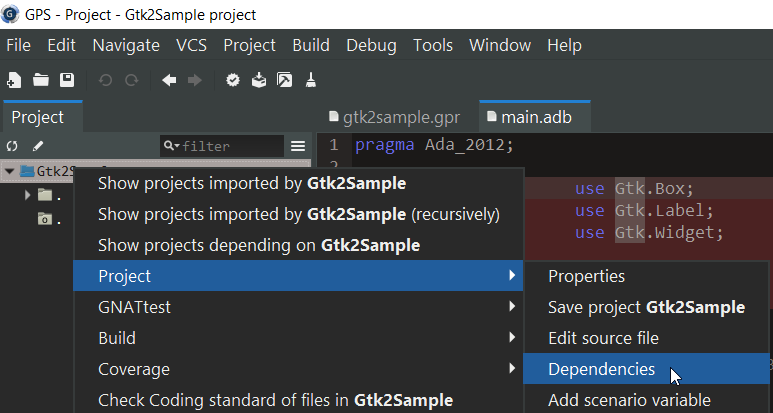 GPS - Project - Gtk2Sample project
File Edit Navigate VCS Project Build Debug Tools Window Help
Project
gtk2sample.gpr
main.adb
filter
1 pragma Ada_2012;
2
use Gtk.Box;
use Gtk.Label;
use Gtk.Widget;
Show projects imported by Gtk2Sample
Show projects imported by Gtk2Sample (recursively)
Show projects depending on Gtk2Sample
Project
GNATtest
Build
Coverage
Check Coding standard of files in Gtk2Sample
Properties
Save project Gtk2Sample
Edit source file
Dependencies
Add scenario variable